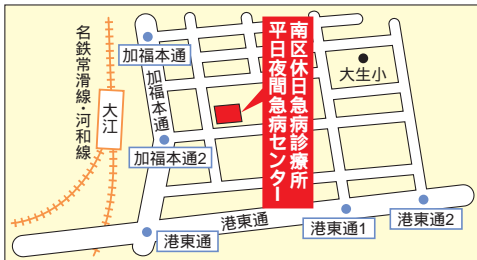 名鉄常滑線・河和線
大江
加福本通
加福本通
加福本通2
南区休日急病診療所
平日夜間急病センター
大生小
港東通
港東通
港東通1
港東通2